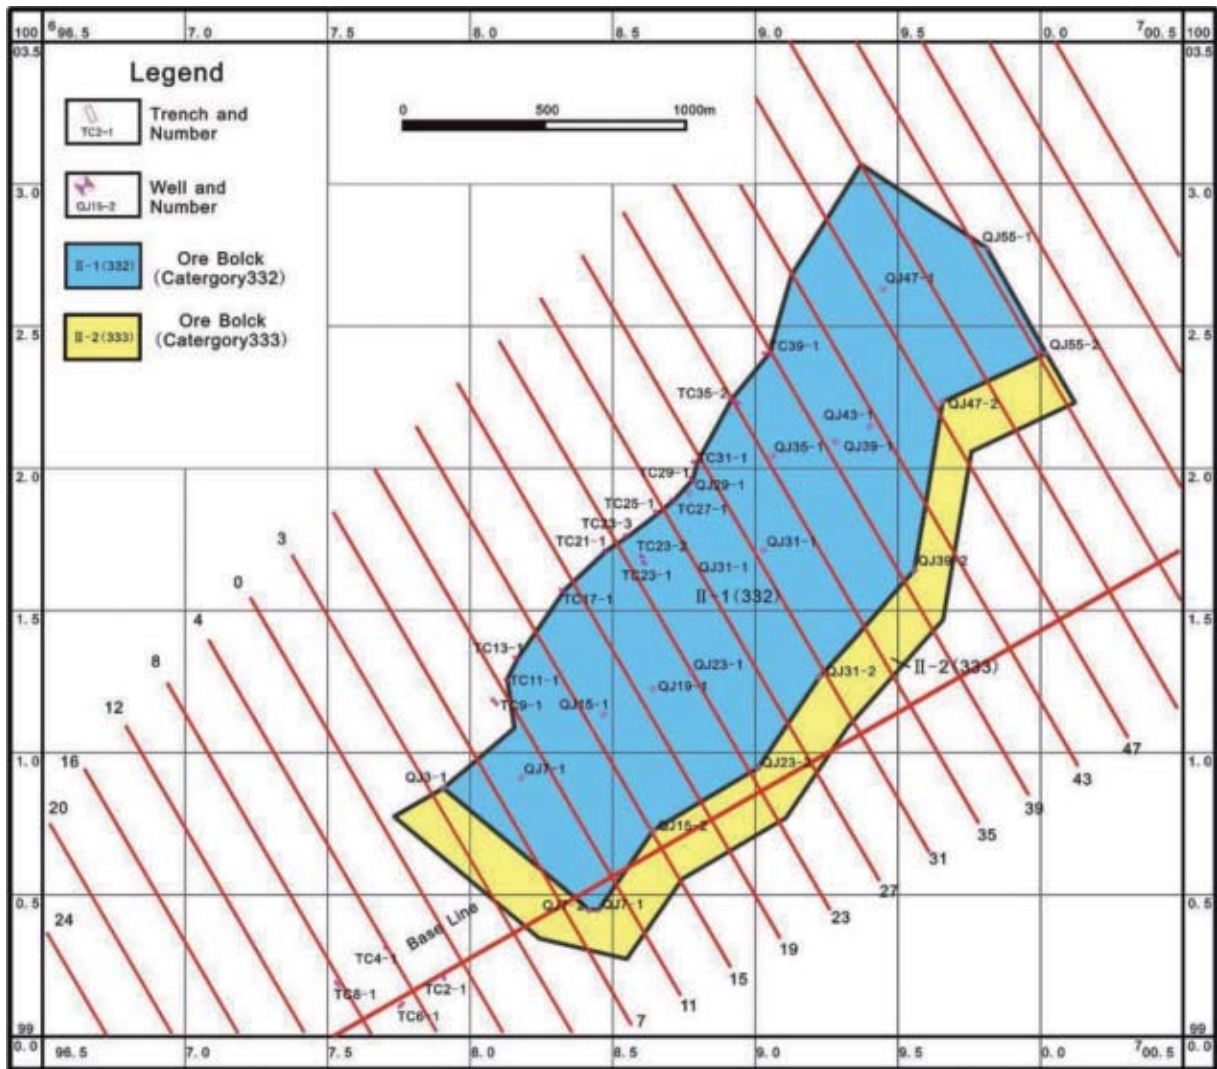 6 96.5 7.0 7.5 8.0 8.5 9.0 9.5 0.0 7 00.5
100 03.5
100 03.5
Legend
TC2-1
Trench and
Number
QJ15-2
Well and
Number
II-1(332)
Ore Bolck
(Catergory332)
II-2(333)
Ore Bolck
(Catergory333)
0 500 1000m
3.0 3.0
QJ55-1
QJ47-1
2.5 2.5
TC39-1 QJ55-2
TC35-2 QJ47-2
QJ43-1
QJ35-1 QJ39-1
2.0 TC31-1 2.0
TC29-1
QJ29-1
TC25-1 TC27-1
TC23-3
TC21-1 TC23-2 QJ31-1
TC23-1 QJ31-1 QJ39-2
3
0 TC17-1 II-1(332)
1.5 1.5
4
TC13-1
8 TC11-1 QJ23-1 QJ31-2 II-2(333)
12 TC9-1 QJ15-1 QJ19-1
16 QJ3-1 QJ7-1 QJ23-2
1.0 1.0
47
43
39
35
31
27
23
19
15
11
7
20
QJ15-2
0.5 0.5
24
QJ7-2 QJ7-1
Base Line
TC4-1
TC8-1 TC2-1
TC6-1
99 0.0
99 0.0
96.5 7.0 7.5 8.0 8.5 9.0 9.5 0.0 7 00.5